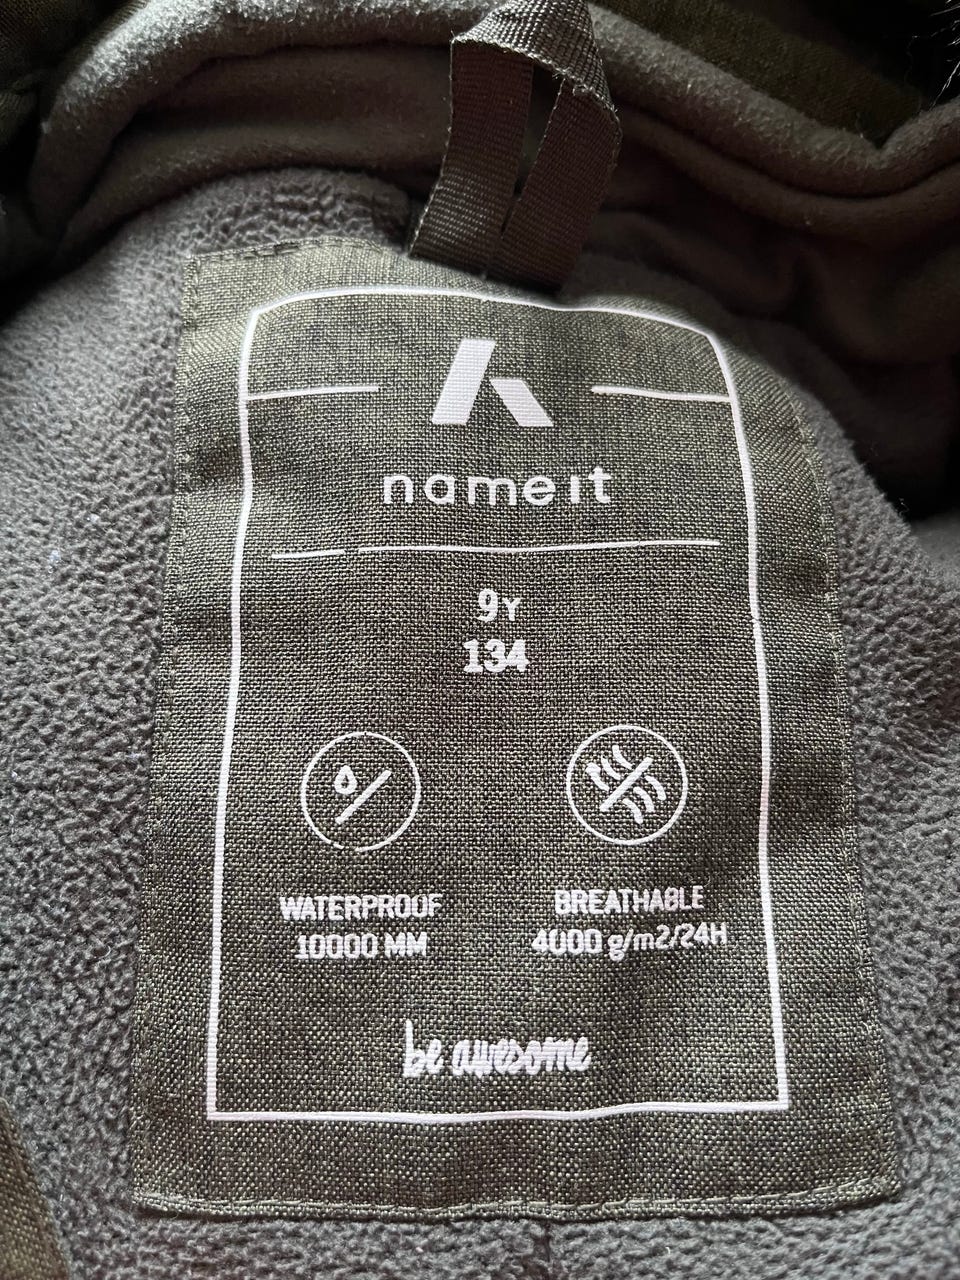 name it
9Y
134
WATERPROOF
10000 MM
BREATHABLE
4000 g/m2/24H
be awesome